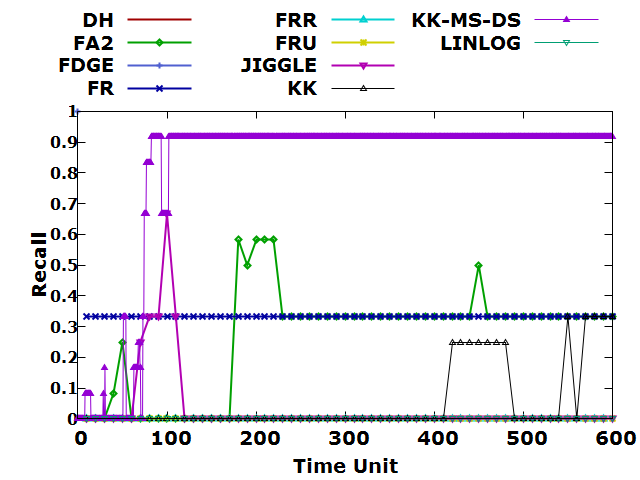 DH FRR KK-MS-DS
FA2 FRU LINLOG
FDGE JIGGLE
FR KK
1
0.9
0.8
0.7
0.6
0.5
0.4
0.3
0.2
0.1
0
Recall
0 100 200 300 400 500 600
Time Unit